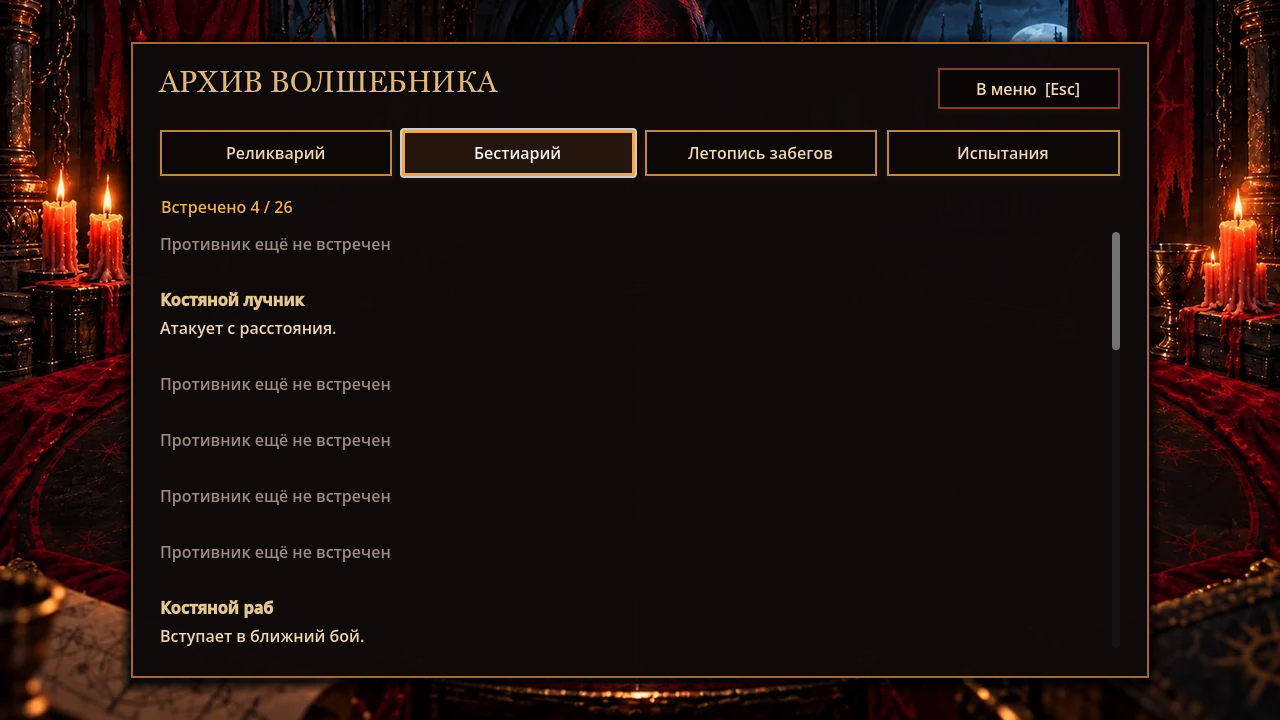 АРХИВ ВОЛШЕБНИКА
В меню [Esc]
Реликварий
Бестиарий
Летопись забегов
Испытания
Встречено 4 / 26
Противник ещё не встречен
Костяной лучник
Атакует с расстояния.
Противник ещё не встречен
Противник ещё не встречен
Противник ещё не встречен
Противник ещё не встречен
Костяной раб
Вступает в ближний бой.